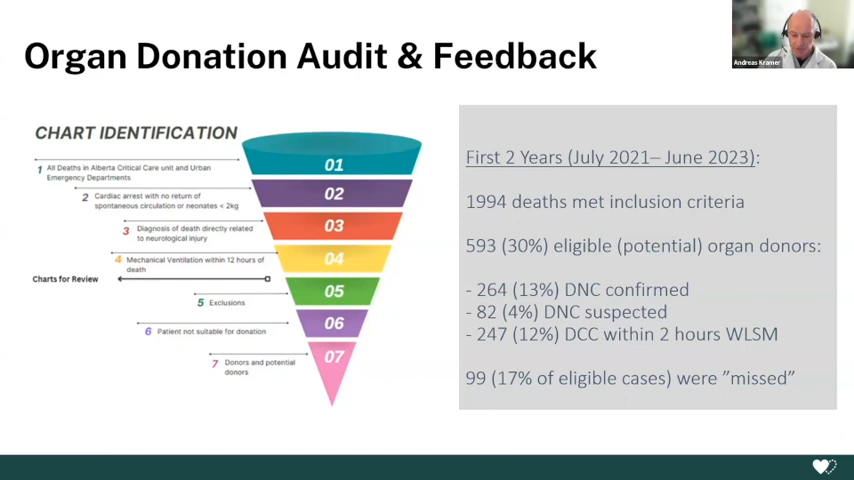 Organ Donation Audit & Feedback
Andreas Kramer
CHART IDENTIFICATION
1 All Deaths in Alberta Critical Care unit and Urban
Emergency Departments
2 Cardiac arrest with no return of
spontaneous circulation or neonates < 2kg
3 Diagnosis of death directly related
to neurological injury
4 Mechanical Ventilation within 12 hours of
death
Charts for Review
5 Exclusions
6 Patient not suitable for donation
7 Donors and potential
donors
01
02
03
04
05
06
07
First 2 Years (July 2021– June 2023):
1994 deaths met inclusion criteria
593 (30%) eligible (potential) organ donors:
- 264 (13%) DNC confirmed
- 82 (4%) DNC suspected
- 247 (12%) DCC within 2 hours WLSM
99 (17% of eligible cases) were ”missed”